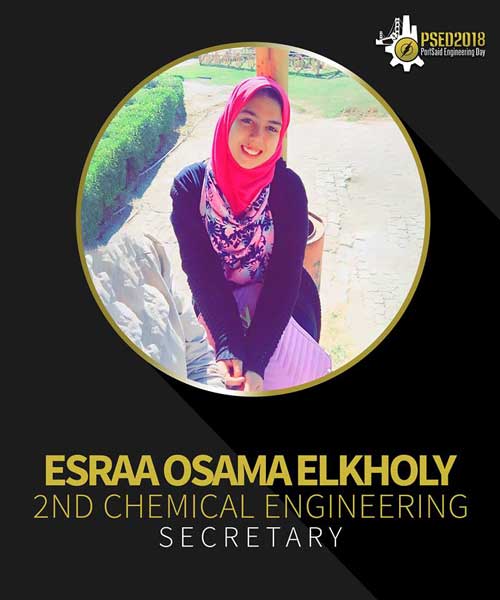 PSED2018
PortSaid Engineering Day
ESRAA OSAMA ELKHOLY
2ND CHEMICAL ENGINEERING
SECRETARY